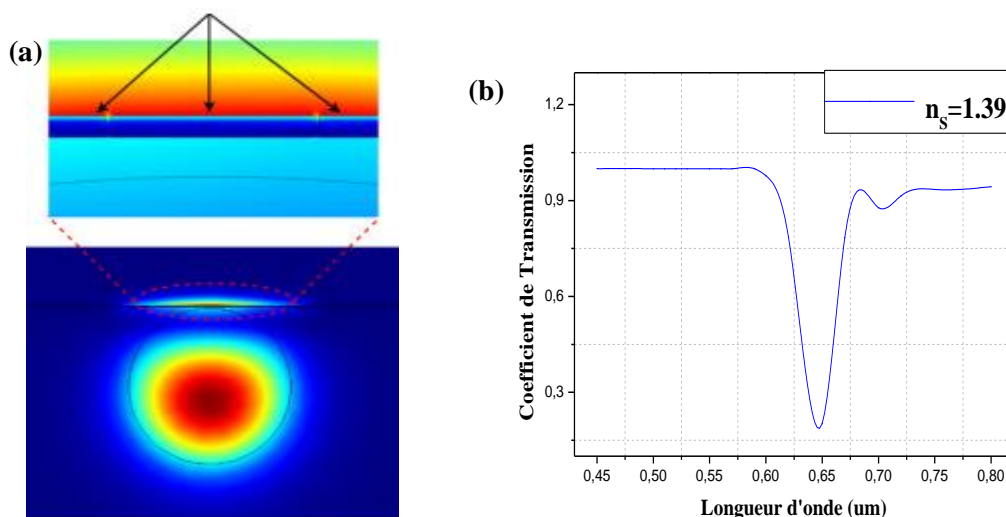 (a)
(b)
n_s=1.39
Coefficient de Transmission
1,2
0,9
0,6
0,3
0,45 0,50 0,55 0,60 0,65 0,70 0,75 0,80
Longueur d'onde (um)